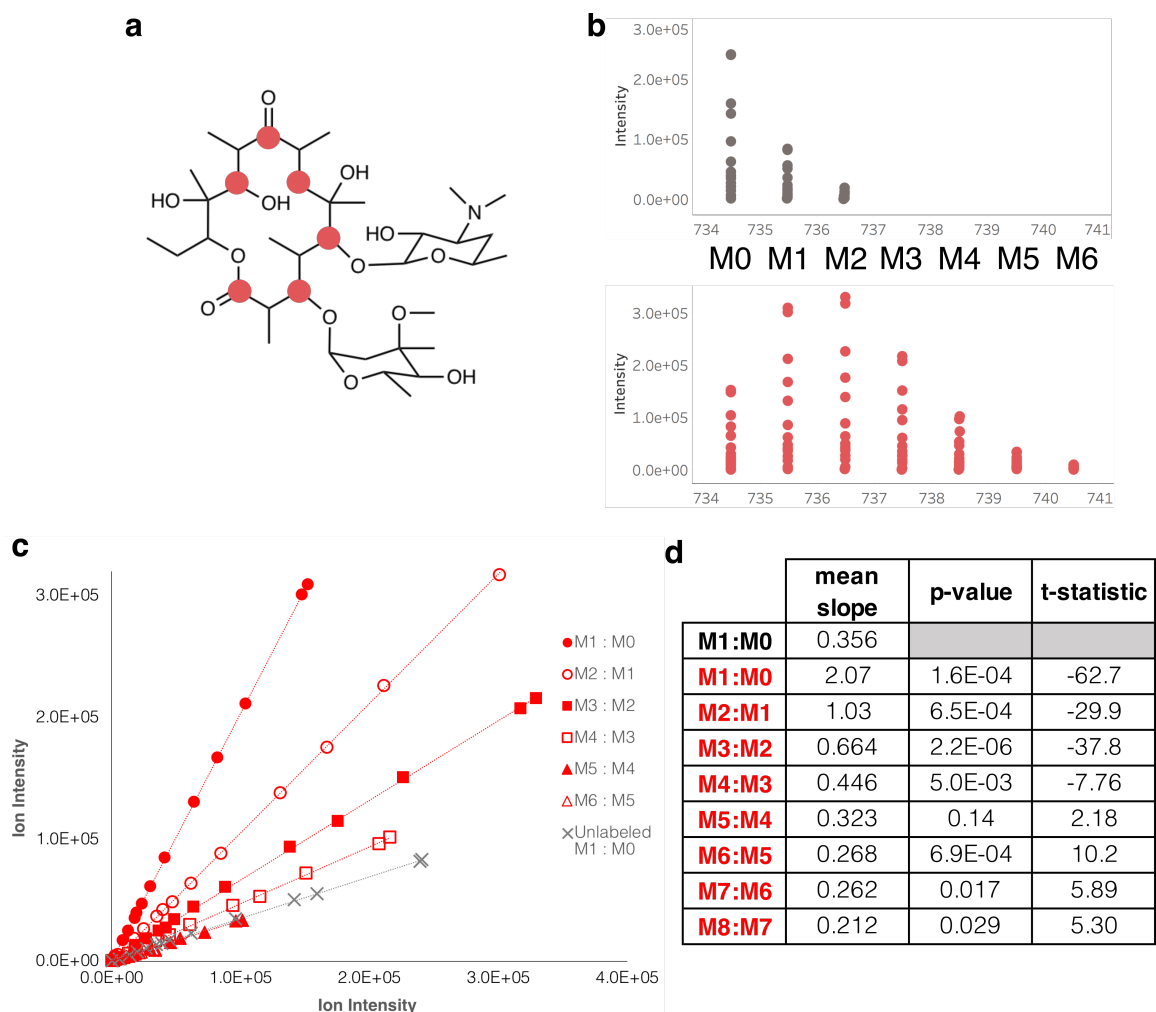 a
O
OH
HO
OH
O
O
N
HO
O
O
O
O
O
OH
b
3.0e+05
2.0e+05
1.0e+05
0.0e+00
Intensity
734 735 736 737 738 739 740 741
M0 M1 M2 M3 M4 M5 M6
3.0e+05
2.0e+05
1.0e+05
0.0e+00
Intensity
734 735 736 737 738 739 740 741
c
3.0E+05
2.0E+05
1.0E+05
0.0E+00
Ion Intensity
0.0E+00 1.0E+05 2.0E+05 3.0E+05 4.0E+05
Ion Intensity
M1 : M0
M2 : M1
M3 : M2
M4 : M3
M5 : M4
M6 : M5
Unlabeled
M1 : M0
d
mean slope p-value t-statistic
M1:M0 0.356
M1:M0 2.07 1.6E-04 -62.7
M2:M1 1.03 6.5E-04 -29.9
M3:M2 0.664 2.2E-06 -37.8
M4:M3 0.446 5.0E-03 -7.76
M5:M4 0.323 0.14 2.18
M6:M5 0.268 6.9E-04 10.2
M7:M6 0.262 0.017 5.89
M8:M7 0.212 0.029 5.30